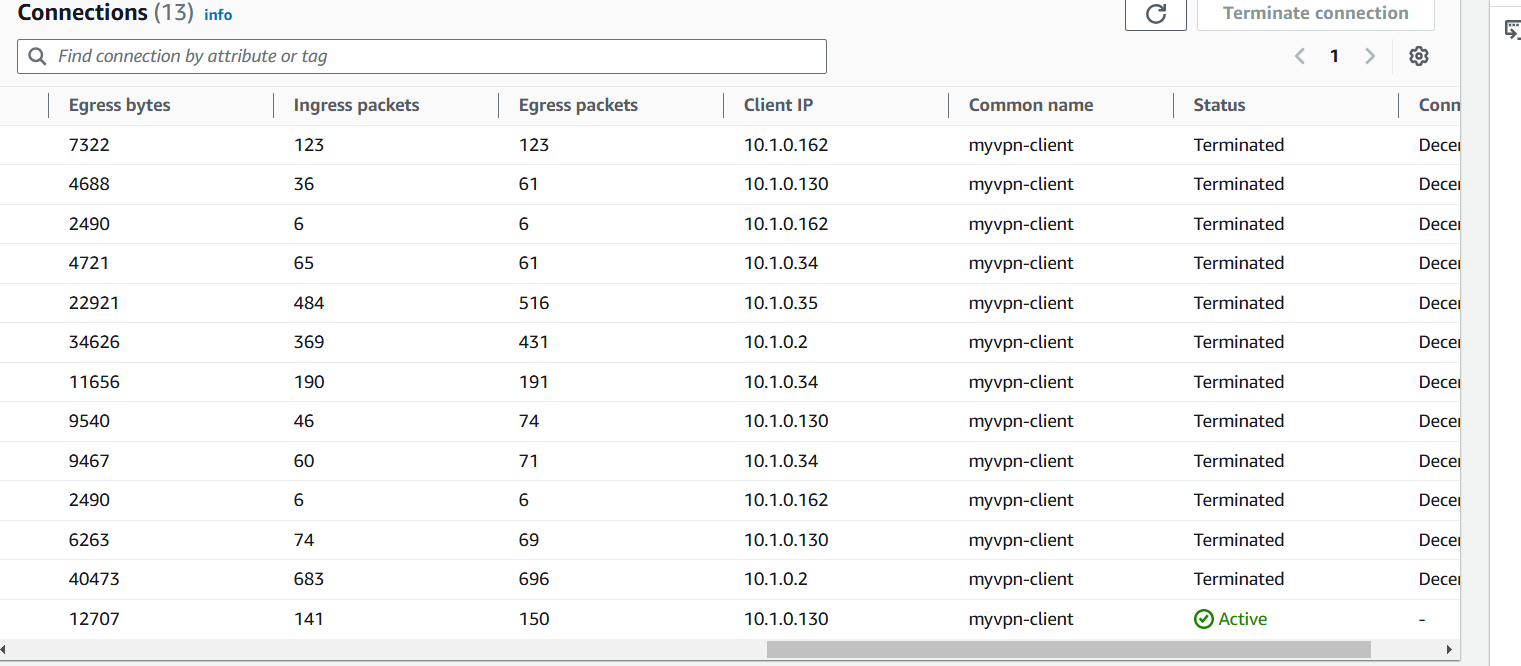 Connections (13) info
Terminate connection
Find connection by attribute or tag
1
Egress bytes Ingress packets Egress packets Client IP Common name Status Conn
7322 123 123 10.1.0.162 myvpn-client Terminated Decer
4688 36 61 10.1.0.130 myvpn-client Terminated Decer
2490 6 6 10.1.0.162 myvpn-client Terminated Decer
4721 65 61 10.1.0.34 myvpn-client Terminated Decer
22921 484 516 10.1.0.35 myvpn-client Terminated Decer
34626 369 431 10.1.0.2 myvpn-client Terminated Decer
11656 190 191 10.1.0.34 myvpn-client Terminated Decer
9540 46 74 10.1.0.130 myvpn-client Terminated Decer
9467 60 71 10.1.0.34 myvpn-client Terminated Decer
2490 6 6 10.1.0.162 myvpn-client Terminated Decer
6263 74 69 10.1.0.130 myvpn-client Terminated Decer
40473 683 696 10.1.0.2 myvpn-client Terminated Decer
12707 141 150 10.1.0.130 myvpn-client Active -